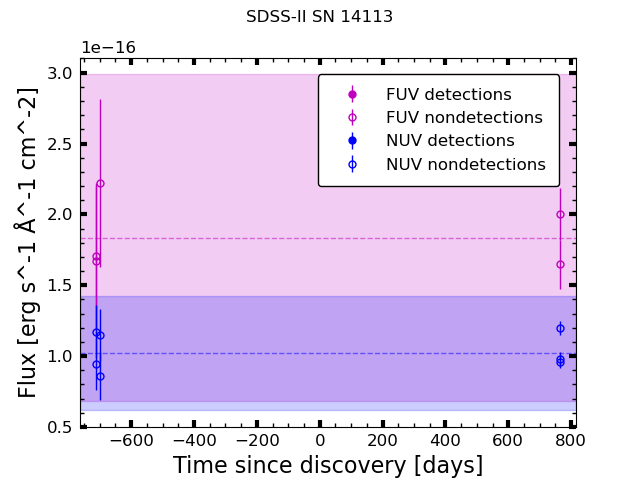 SDSS-II SN 14113
1e−16
3.0
2.5
2.0
1.5
1.0
0.5
Flux [erg s^-1 Å^-1 cm^-2]
FUV detections
FUV nondetections
NUV detections
NUV nondetections
−600 −400 −200 0 200 400 600 800
Time since discovery [days]